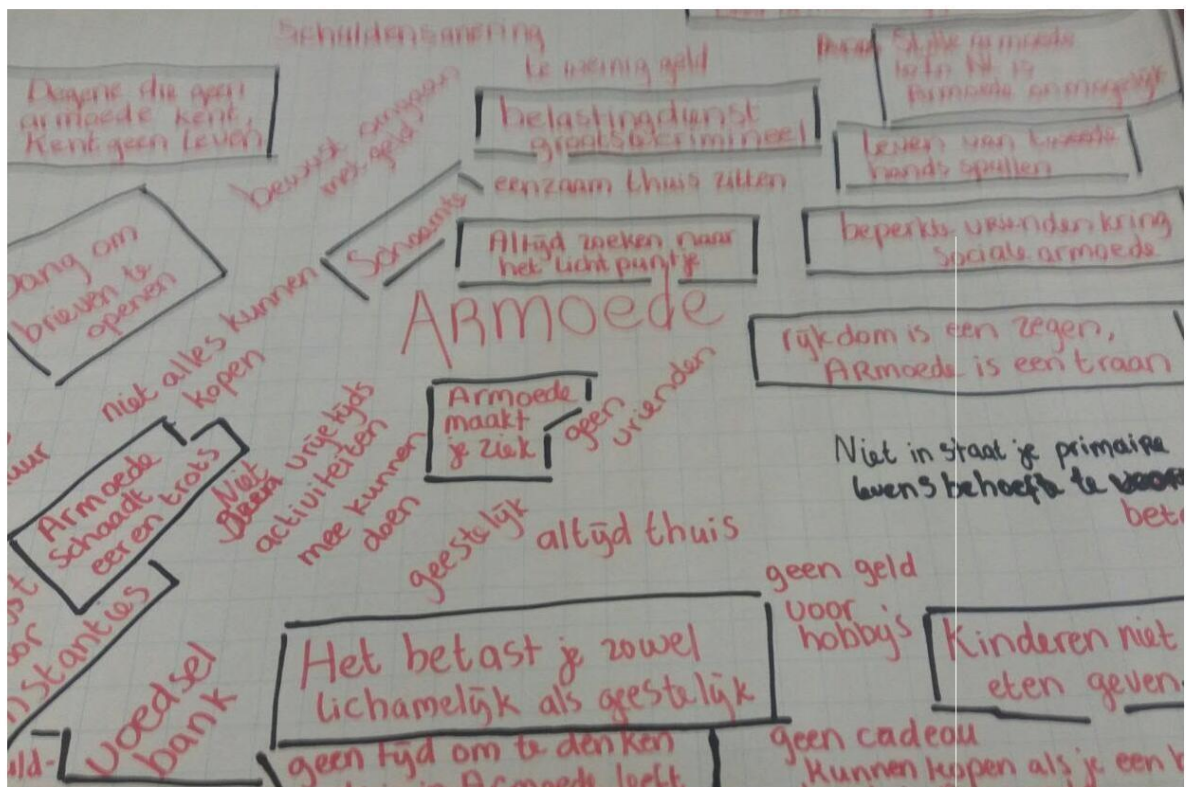 Schuldensanering
te weinig geld
Stille armoede
in NL is
Armoede onmogelijk
Degene die geen
armoede kent,
kent geen leven
bewust omgaan
met geld
belastingdienst
grootste crimineel
leven van tweede
hands spullen
eenzaam thuis zitten
Schaamte
Altijd zoeken naar
het lichtpuntje
beperkte vriendenkring
sociale armoede
bang om
brieven te
openen
niet alles kunnen
kopen
ARMOEDE
rijkdom is een zegen,
ARmoede is een traan
Armoede
maakt
je ziek
geen
vrienden
Armoede
schaadt
eer en trots
Niet
geen vrijetijds
activiteiten
mee kunnen
doen
Niet in staat je primaire
levensbehoefte te
geestelijk
altijd thuis
geen geld
voor
hobby's
nstanties
voedsel
bank
Het betast je zowel
lichamelijk als geestelijk
Kinderen niet
eten geven
geen tijd om te denken
Armoede leeft
geen cadeau
kunnen kopen als je een